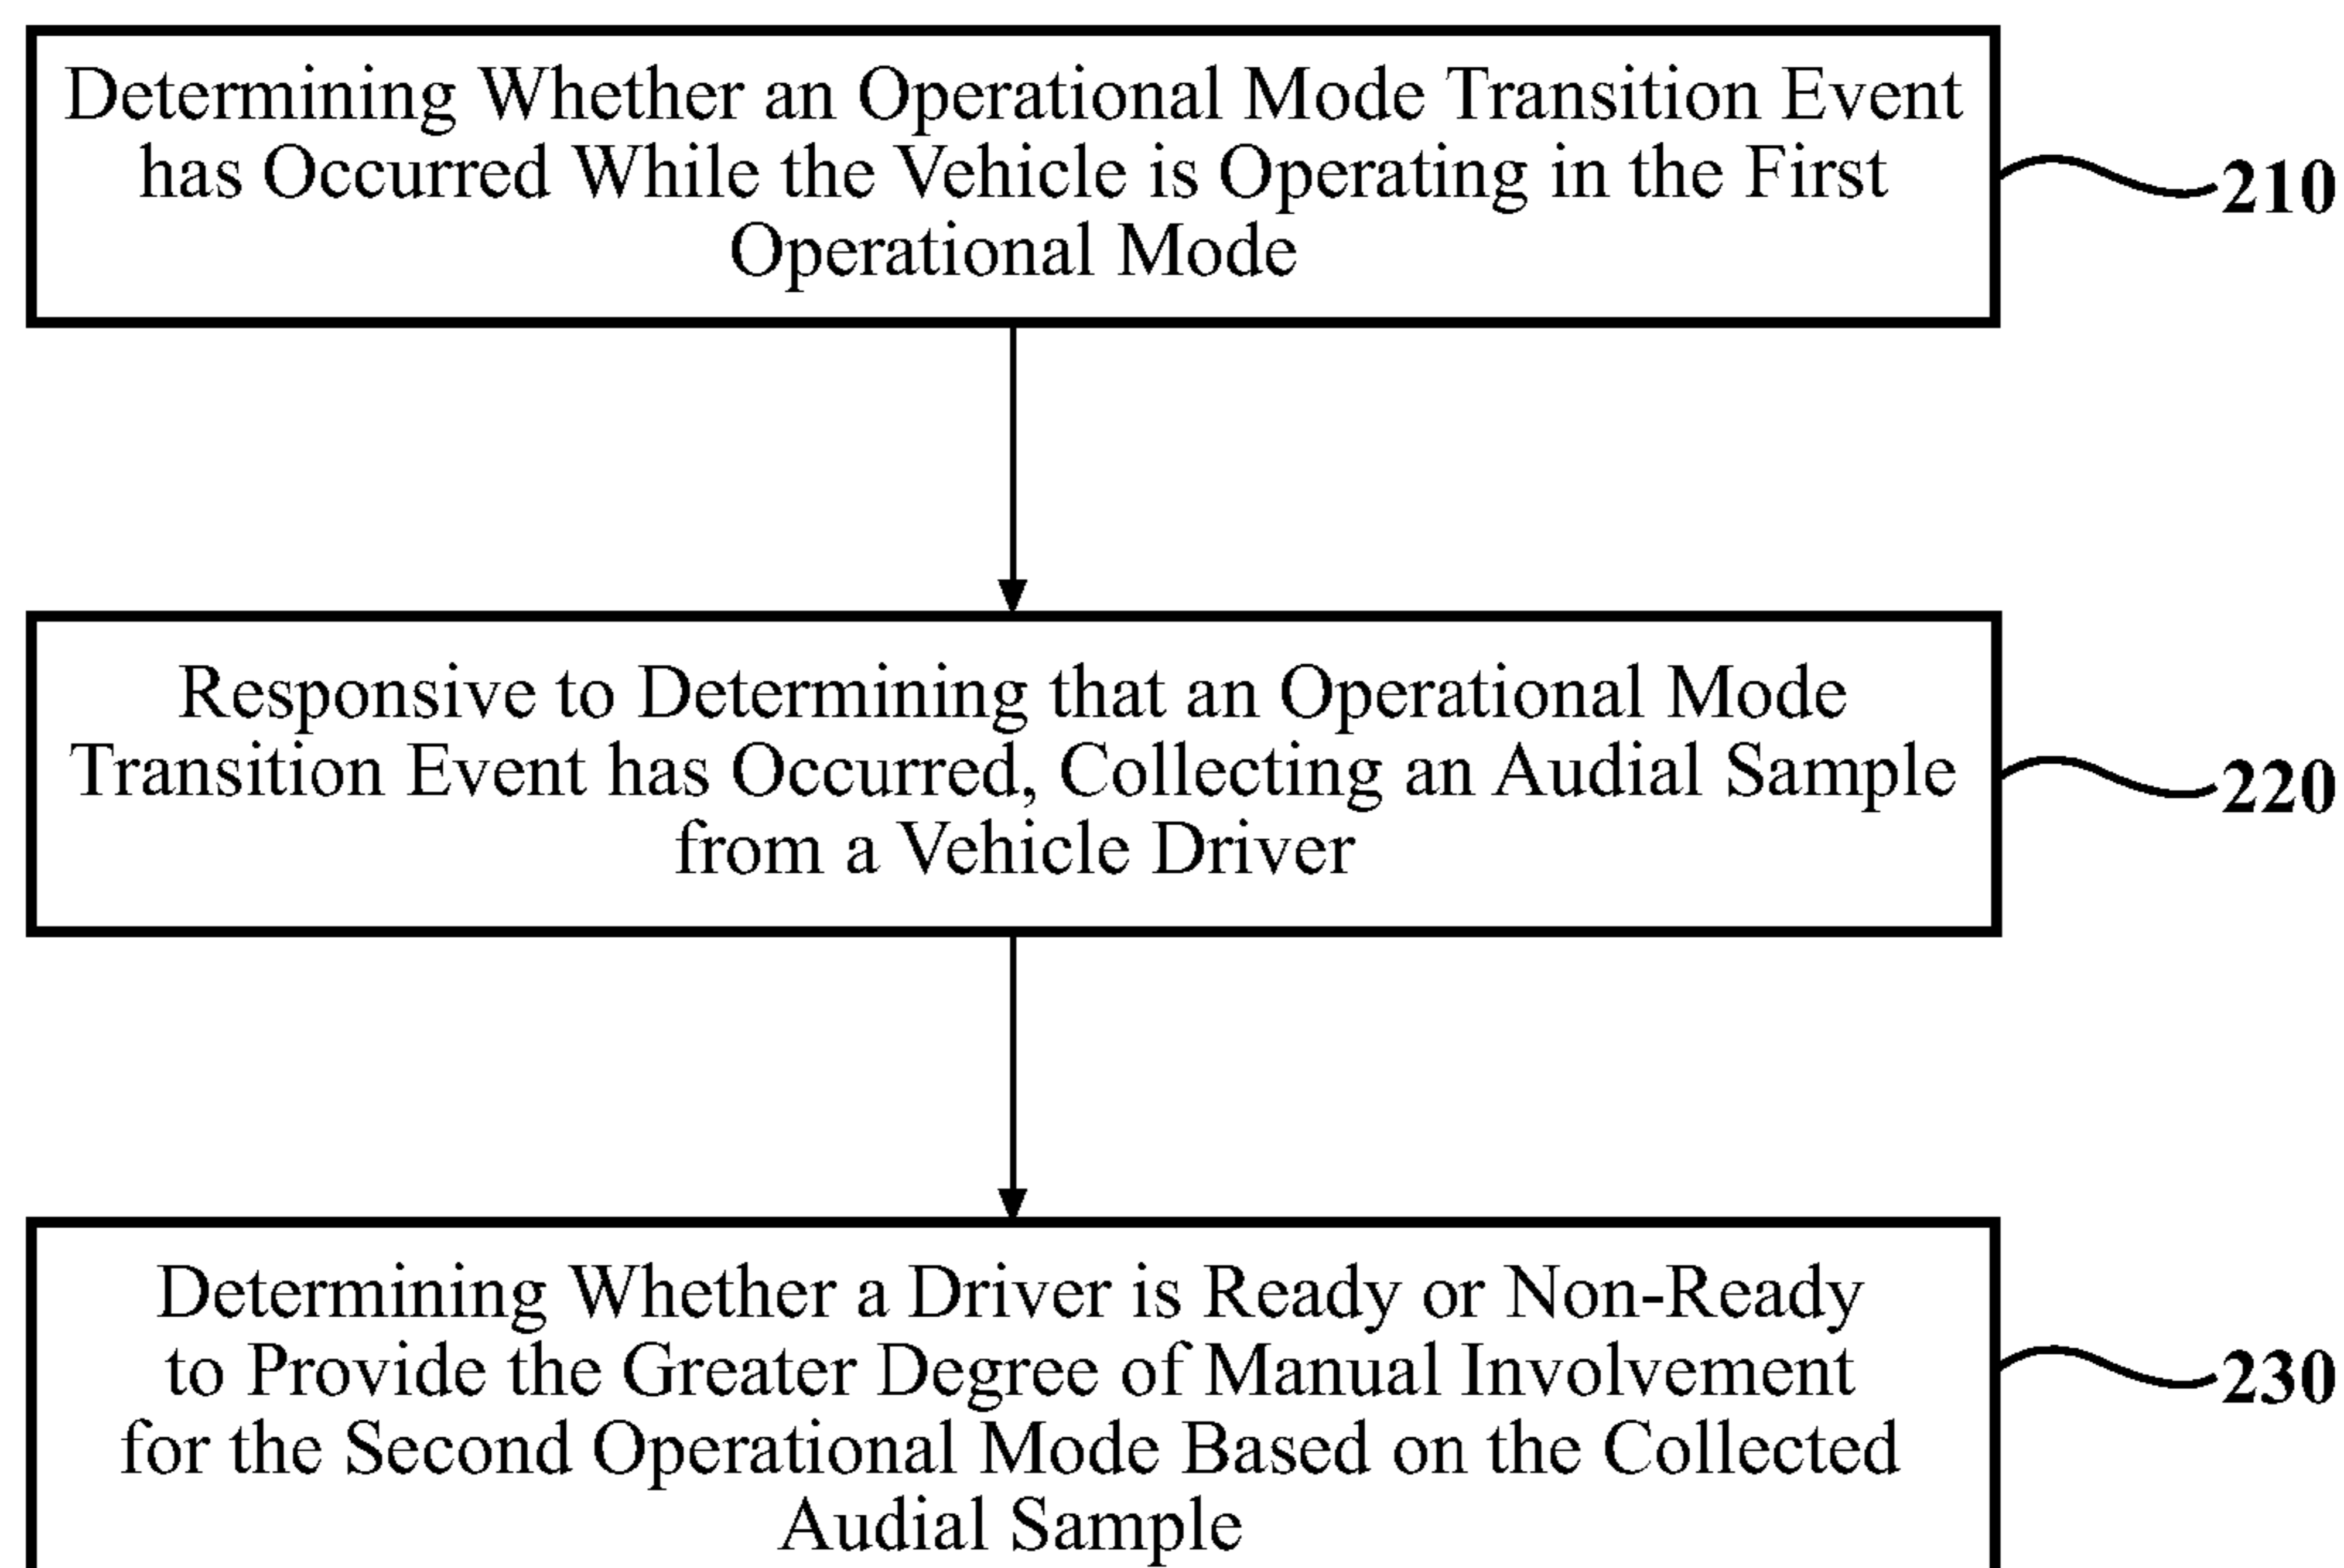 Determining Whether an Operational Mode Transition Event
has Occurred While the Vehicle is Operating in the First
Operational Mode
210
Responsive to Determining that an Operational Mode
Transition Event has Occurred, Collecting an Audial Sample
from a Vehicle Driver
220
Determining Whether a Driver is Ready or Non-Ready
to Provide the Greater Degree of Manual Involvement
for the Second Operational Mode Based on the Collected
Audial Sample
230